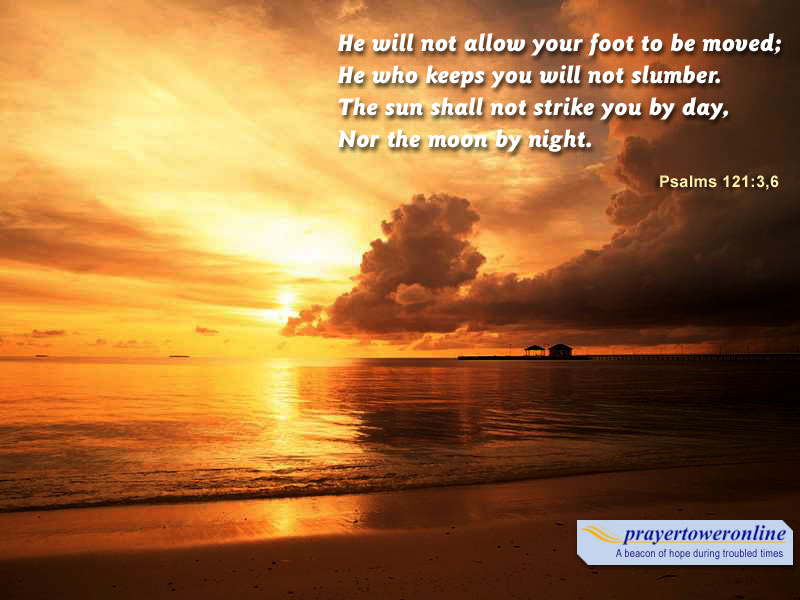 He will not allow your foot to be moved;
He who keeps you will not slumber.
The sun shall not strike you by day,
Nor the moon by night.
Psalms 121:3,6
prayertoweronline
A beacon of hope during troubled times